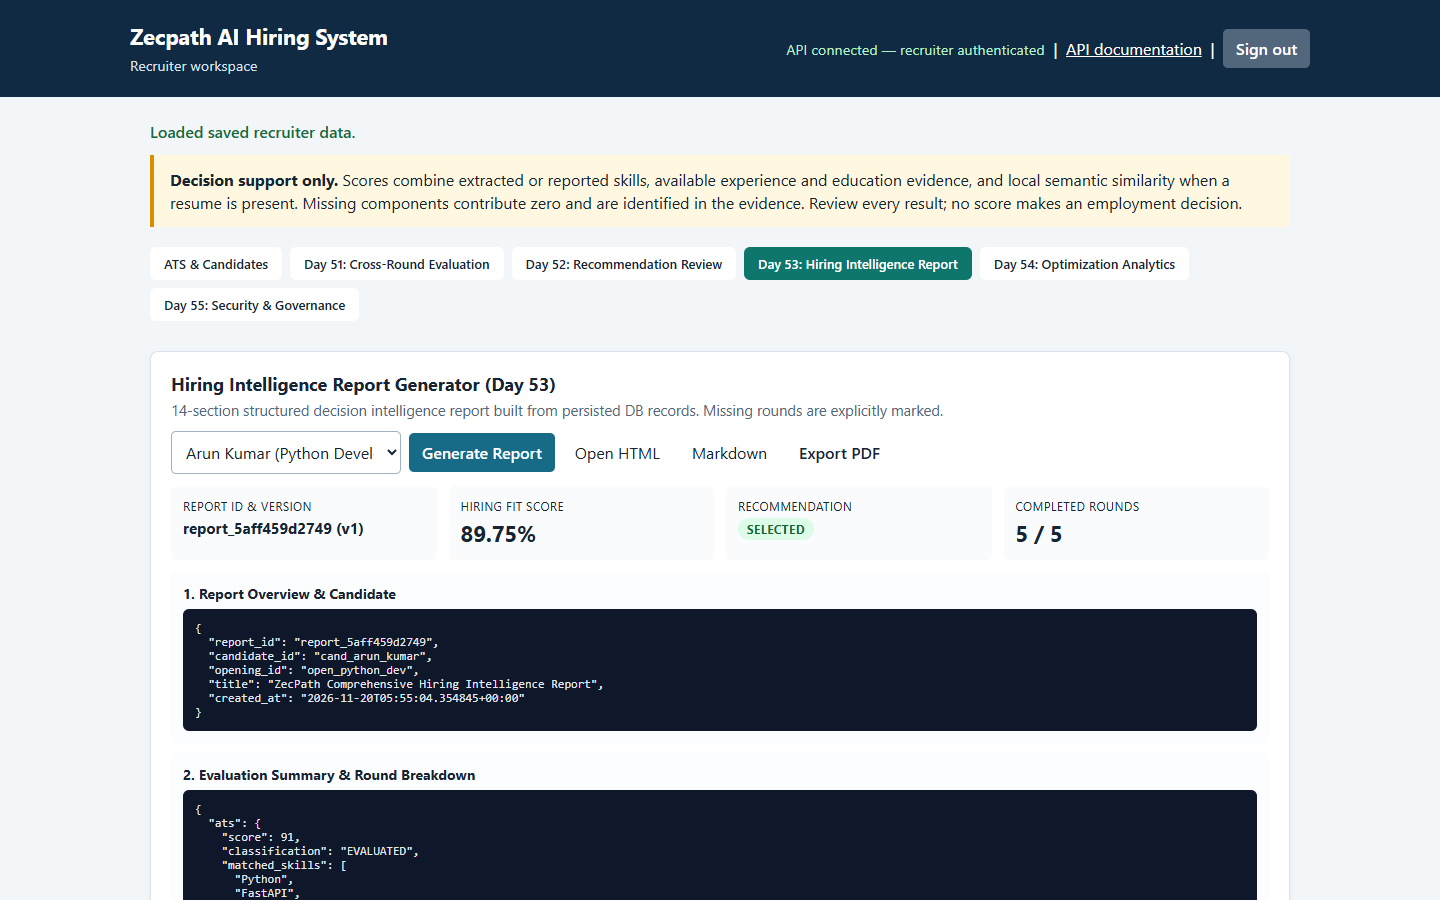 Zecpath AI Hiring System
Recruiter workspace
API connected — recruiter authenticated | API documentation | Sign out
Loaded saved recruiter data.
Decision support only. Scores combine extracted or reported skills, available experience and education evidence, and local semantic similarity when a
resume is present. Missing components contribute zero and are identified in the evidence. Review every result; no score makes an employment decision.
ATS & Candidates
Day 51: Cross-Round Evaluation
Day 52: Recommendation Review
Day 53: Hiring Intelligence Report
Day 54: Optimization Analytics
Day 55: Security & Governance
Hiring Intelligence Report Generator (Day 53)
14-section structured decision intelligence report built from persisted DB records. Missing rounds are explicitly marked.
Arun Kumar (Python Devel
Generate Report
Open HTML
Markdown
Export PDF
REPORT ID & VERSION
report_5aff459d2749 (v1)
HIRING FIT SCORE
89.75%
RECOMMENDATION
SELECTED
COMPLETED ROUNDS
5 / 5
1. Report Overview & Candidate
{
  "report_id": "report_5aff459d2749",
  "candidate_id": "cand_arun_kumar",
  "opening_id": "open_python_dev",
  "title": "ZecPath Comprehensive Hiring Intelligence Report",
  "created_at": "2026-11-20T05:55:04.354845+00:00"
}
2. Evaluation Summary & Round Breakdown
{
  "ats": {
    "score": 91,
    "classification": "EVALUATED",
    "matched_skills": [
      "Python",
      "FastAPI",